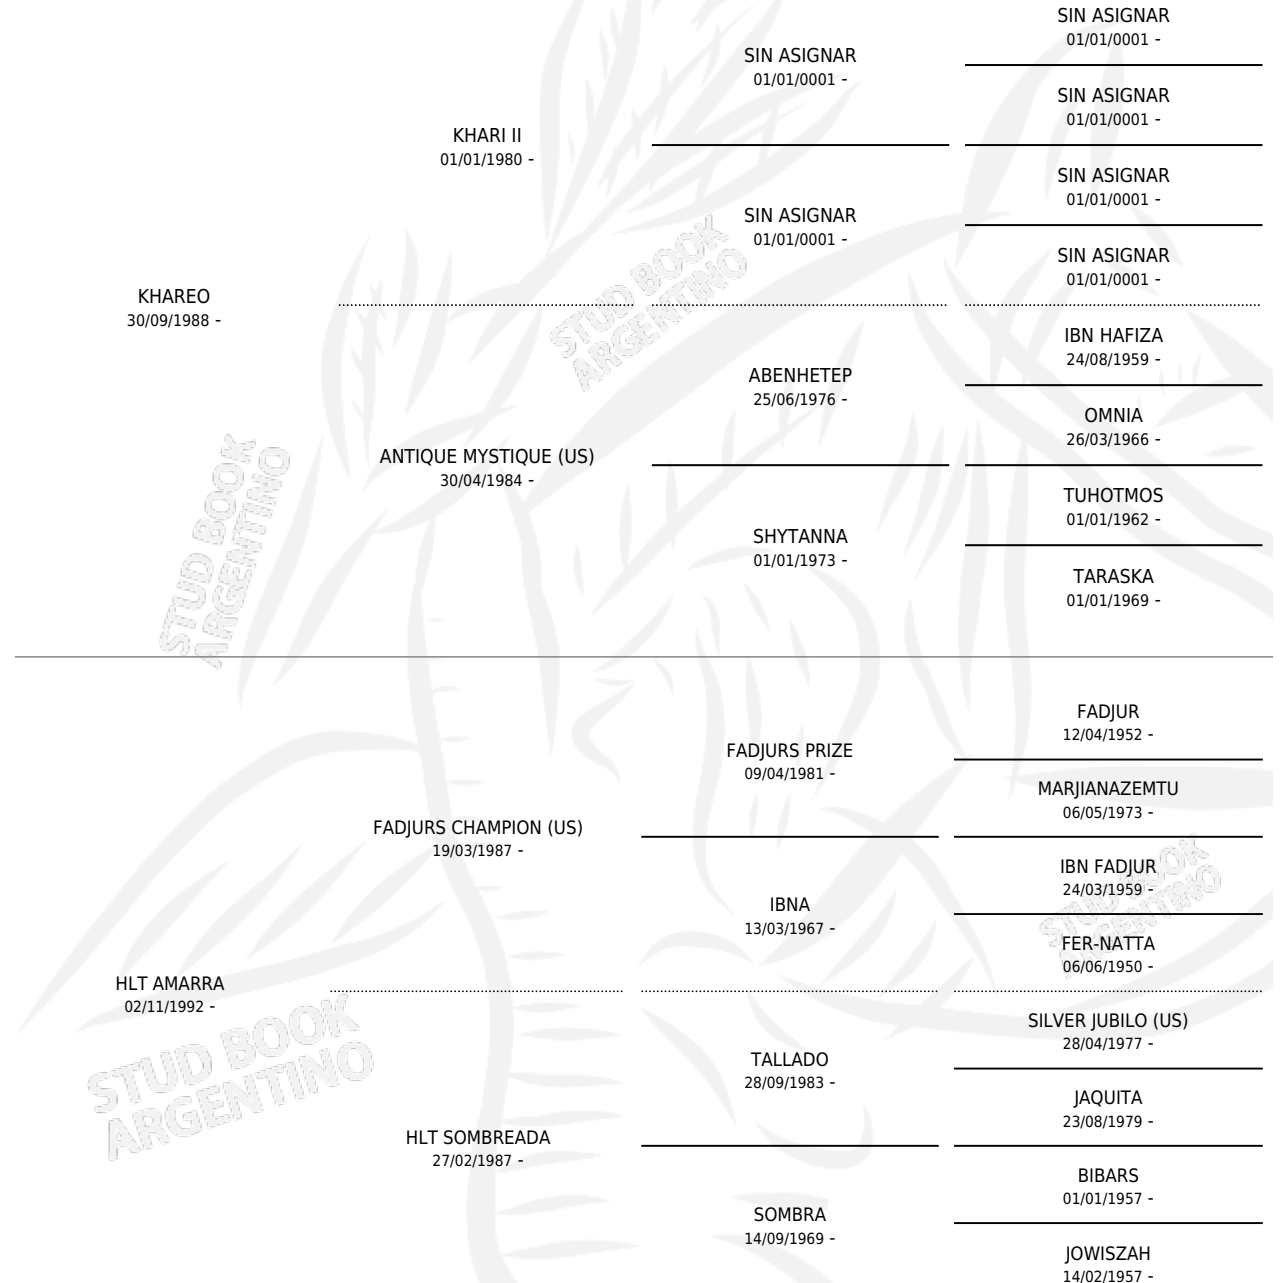 SIN ASIGNAR
01/01/0001 -
SIN ASIGNAR
01/01/0001 -
SIN ASIGNAR
01/01/0001 -
KHARI II
01/01/1980 -
SIN ASIGNAR
01/01/0001 -
SIN ASIGNAR
01/01/0001 -
SIN ASIGNAR
01/01/0001 -
KHAREO
30/09/1988 -
IBN HAFIZA
24/08/1959 -
ABENHETEP
25/06/1976 -
OMNIA
26/03/1966 -
ANTIQUE MYSTIQUE (US)
30/04/1984 -
TUHOTMOS
01/01/1962 -
SHYTANNA
01/01/1973 -
TARASKA
01/01/1969 -
FADJUR
12/04/1952 -
FADJURS PRIZE
09/04/1981 -
MARJIANAZEMTU
06/05/1973 -
FADJURS CHAMPION (US)
19/03/1987 -
IBN FADJUR
24/03/1959 -
IBNA
13/03/1967 -
FER-NATTA
06/06/1950 -
HLT AMARRA
02/11/1992 -
SILVER JUBILO (US)
28/04/1977 -
TALLADO
28/09/1983 -
JAQUITA
23/08/1979 -
HLT SOMBREADA
27/02/1987 -
BIBARS
01/01/1957 -
SOMBRA
14/09/1969 -
JOWISZAH
14/02/1957 -
STUD BOOK
ARGENTINO
STUD BOOK
ARGENTINO
STUD BOOK
ARGENTINO
STUD BOOK
ARGENTINO